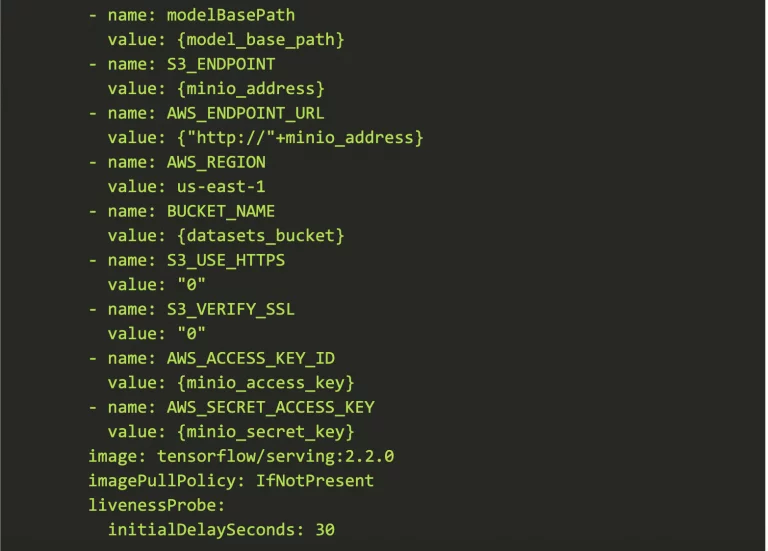 - name: modelBasePath
value: {model_base_path}
- name: S3_ENDPOINT
value: {minio_address}
- name: AWS_ENDPOINT_URL
value: {"http://"+minio_address}
- name: AWS_REGION
value: us-east-1
- name: BUCKET_NAME
value: {datasets_bucket}
- name: S3_USE_HTTPS
value: "0"
- name: S3_VERIFY_SSL
value: "0"
- name: AWS_ACCESS_KEY_ID
value: {minio_access_key}
- name: AWS_SECRET_ACCESS_KEY
value: {minio_secret_key}
image: tensorflow/serving:2.2.0
imagePullPolicy: IfNotPresent
livenessProbe:
initialDelaySeconds: 30